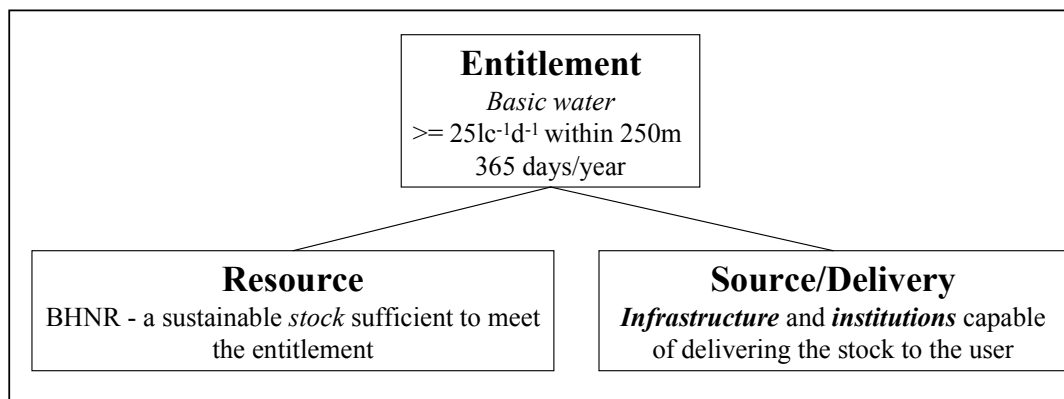 Entitlement
Basic water
>= 25lc⁻¹d⁻¹ within 250m
365 days/year
Resource
BHNR - a sustainable stock sufficient to meet
the entitlement
Source/Delivery
Infrastructure and institutions capable
of delivering the stock to the user